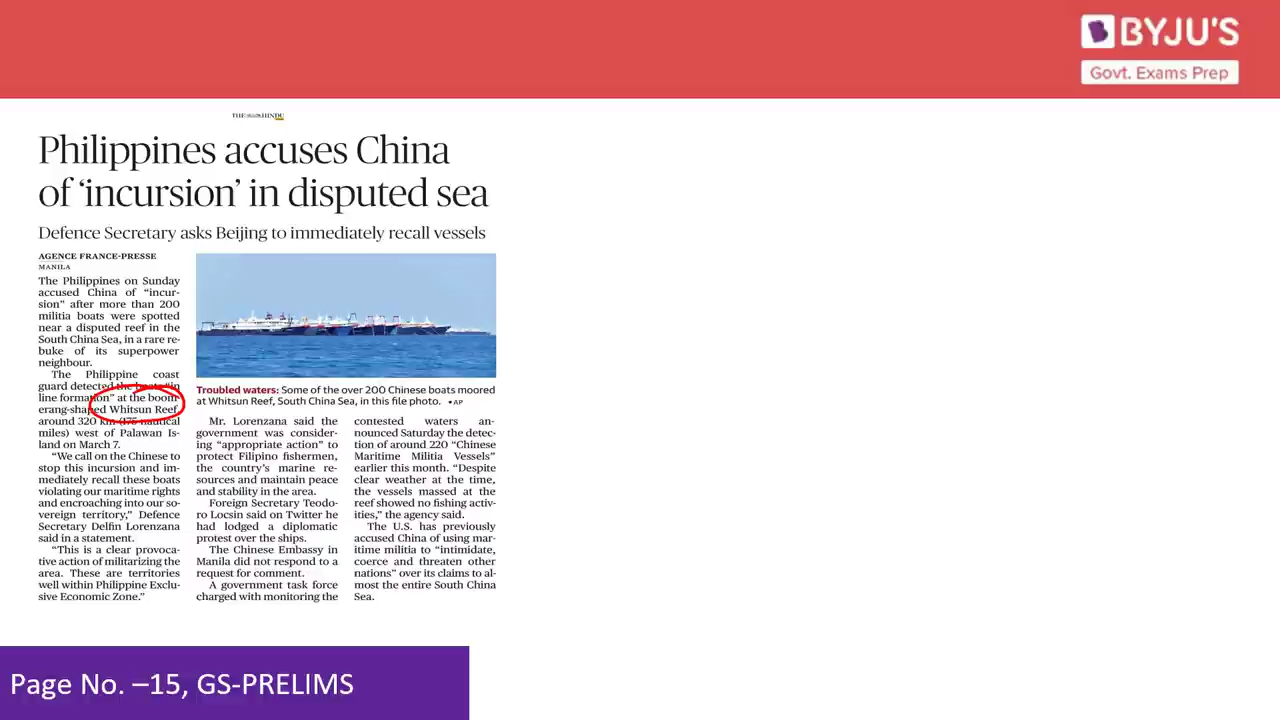 BYJU'S
Govt. Exams Prep
THE HINDU
Philippines accuses China
of ‘incursion’ in disputed sea
Defence Secretary asks Beijing to immediately recall vessels
AGENCE FRANCE-PRESSE
MANILA
The Philippines on Sunday
accused China of “incur-
sion” after more than 200
militia boats were spotted
near a disputed reef in the
South China Sea, in a rare re-
buke of its superpower
neighbour.
The Philippine coast
guard detected the boats “in
line formation” at the boom-
erang-shaped Whitsun Reef,
around 320 km (175 nautical
miles) west of Palawan Is-
land on March 7.
“We call on the Chinese to
stop this incursion and im-
mediately recall these boats
violating our maritime rights
and encroaching into our so-
vereign territory,” Defence
Secretary Delfin Lorenzana
said in a statement.
“This is a clear provoca-
tive action of militarizing the
area. These are territories
well within Philippine Exclu-
sive Economic Zone.”
Troubled waters: Some of the over 200 Chinese boats moored
at Whitsun Reef, South China Sea, in this file photo. •AP
Mr. Lorenzana said the
government was consider-
ing “appropriate action” to
protect Filipino fishermen,
the country’s marine re-
sources and maintain peace
and stability in the area.
Foreign Secretary Teodo-
ro Locsin said on Twitter he
had lodged a diplomatic
protest over the ships.
The Chinese Embassy in
Manila did not respond to a
request for comment.
A government task force
charged with monitoring the
contested waters an-
nounced Saturday the detec-
tion of around 220 “Chinese
Maritime Militia Vessels”
earlier this month. “Despite
clear weather at the time,
the vessels massed at the
reef showed no fishing activ-
ities,” the agency said.
The U.S. has previously
accused China of using mar-
itime militia to “intimidate,
coerce and threaten other
nations” over its claims to al-
most the entire South China
Sea.
Page No. –15, GS-PRELIMS